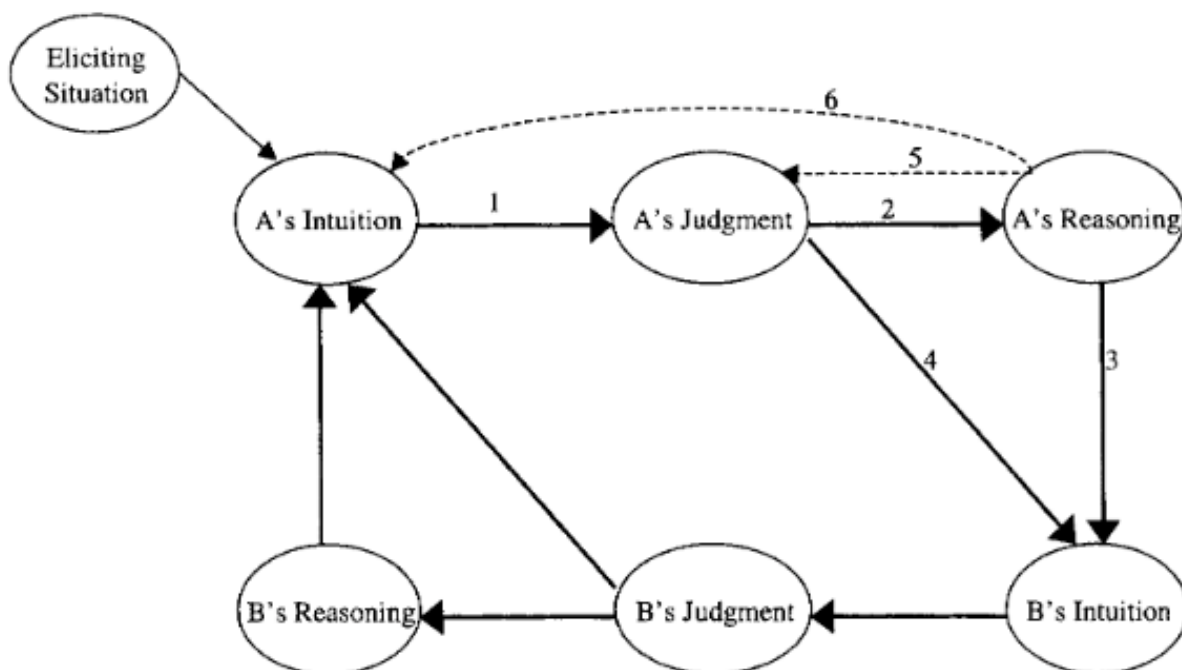 Eliciting
Situation
6
5
A's Intuition
1
A's Judgment
2
A's Reasoning
4
3
B's Reasoning
B's Judgment
B's Intuition